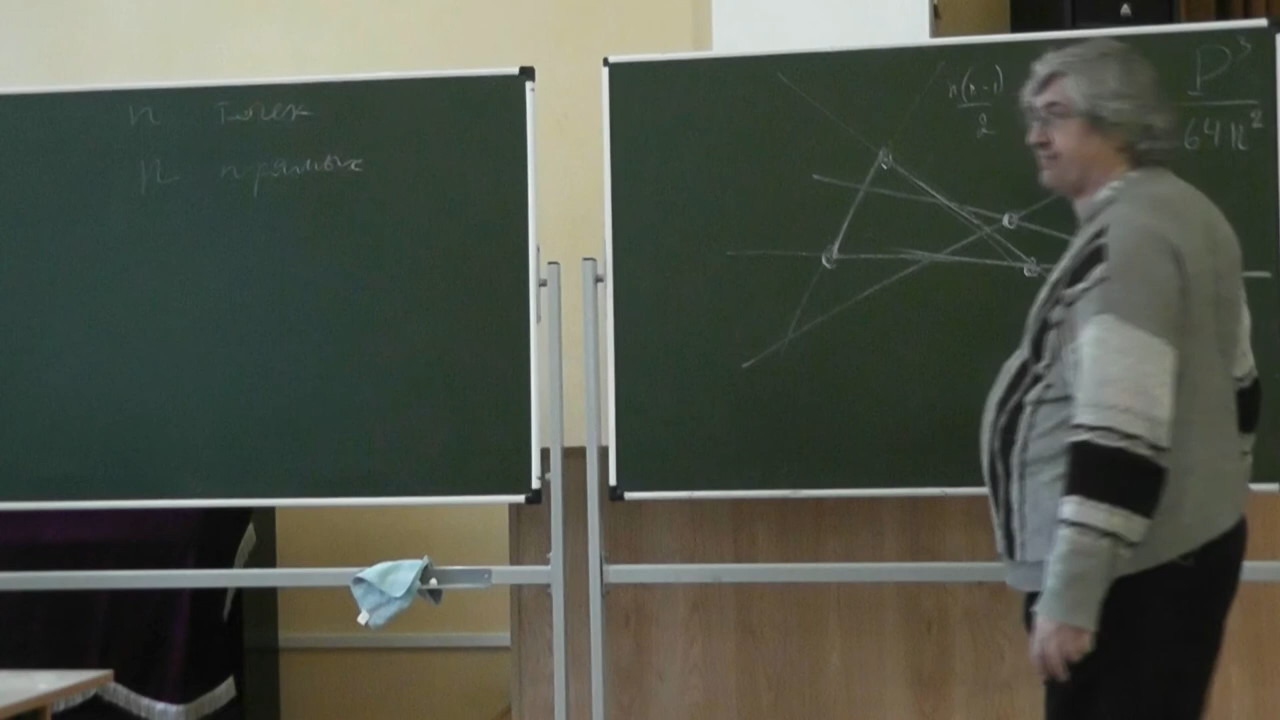 n точек
n прямых
n(n-1)
2
P³
64n²